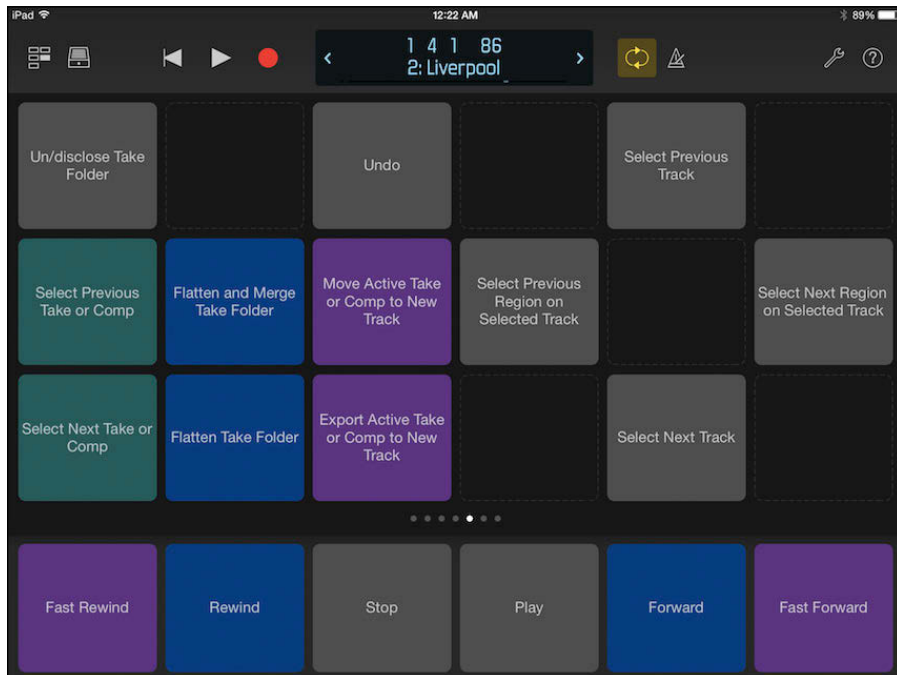 iPad 12:22 AM 89%
1 4 1 86
2: Liverpool
?
Un/disclose Take
Folder
Undo
Select Previous
Track
Select Previous
Take or Comp
Flatten and Merge
Take Folder
Move Active Take
or Comp to New
Track
Select Previous
Region on
Selected Track
Select Next Region
on Selected Track
Select Next Take or
Comp
Flatten Take Folder
Export Active Take
or Comp to New
Track
Select Next Track
Fast Rewind
Rewind
Stop
Play
Forward
Fast Forward